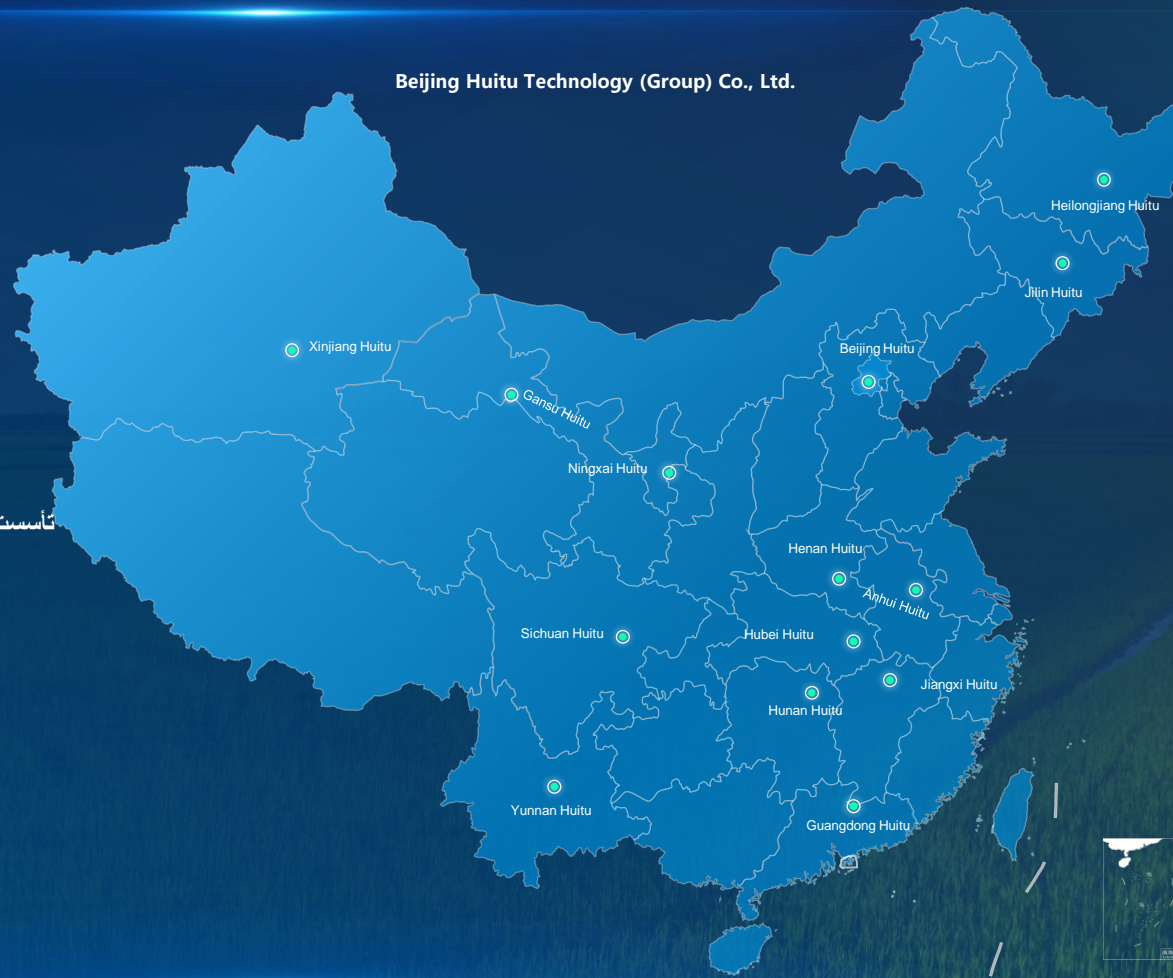 Beijing Huitu Technology (Group) Co., Ltd.
Heilongjiang Huitu
Jilin Huitu
Xinjiang Huitu
Beijing Huitu
Gansu Huitu
Ningxai Huitu
تأسست
Henan Huitu
Anhui Huitu
Sichuan Huitu
Hubei Huitu
Jiangxi Huitu
Hunan Huitu
Yunnan Huitu
Guangdong Huitu